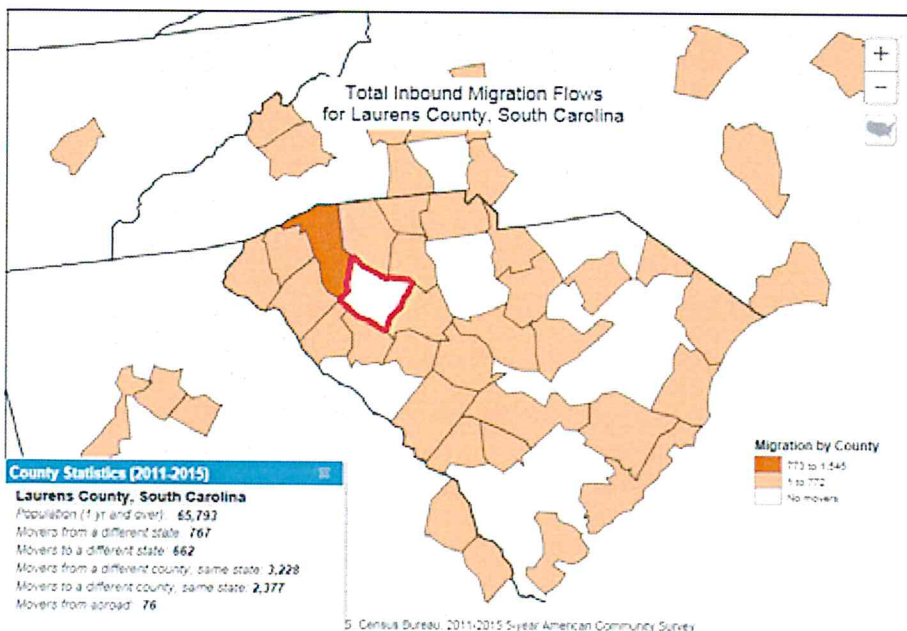 Total Inbound Migration Flows
for Laurens County, South Carolina
+
−
Migration by County
773 to 1,545
1 to 772
No movers
County Statistics (2011-2015)
Laurens County, South Carolina
Population (1 yr and over): 65,793
Movers from a different state: 767
Movers to a different state: 662
Movers from a different county, same state: 3,228
Movers to a different county, same state: 2,377
Movers from abroad: 76
S. Census Bureau, 2011-2015 5-year American Community Survey